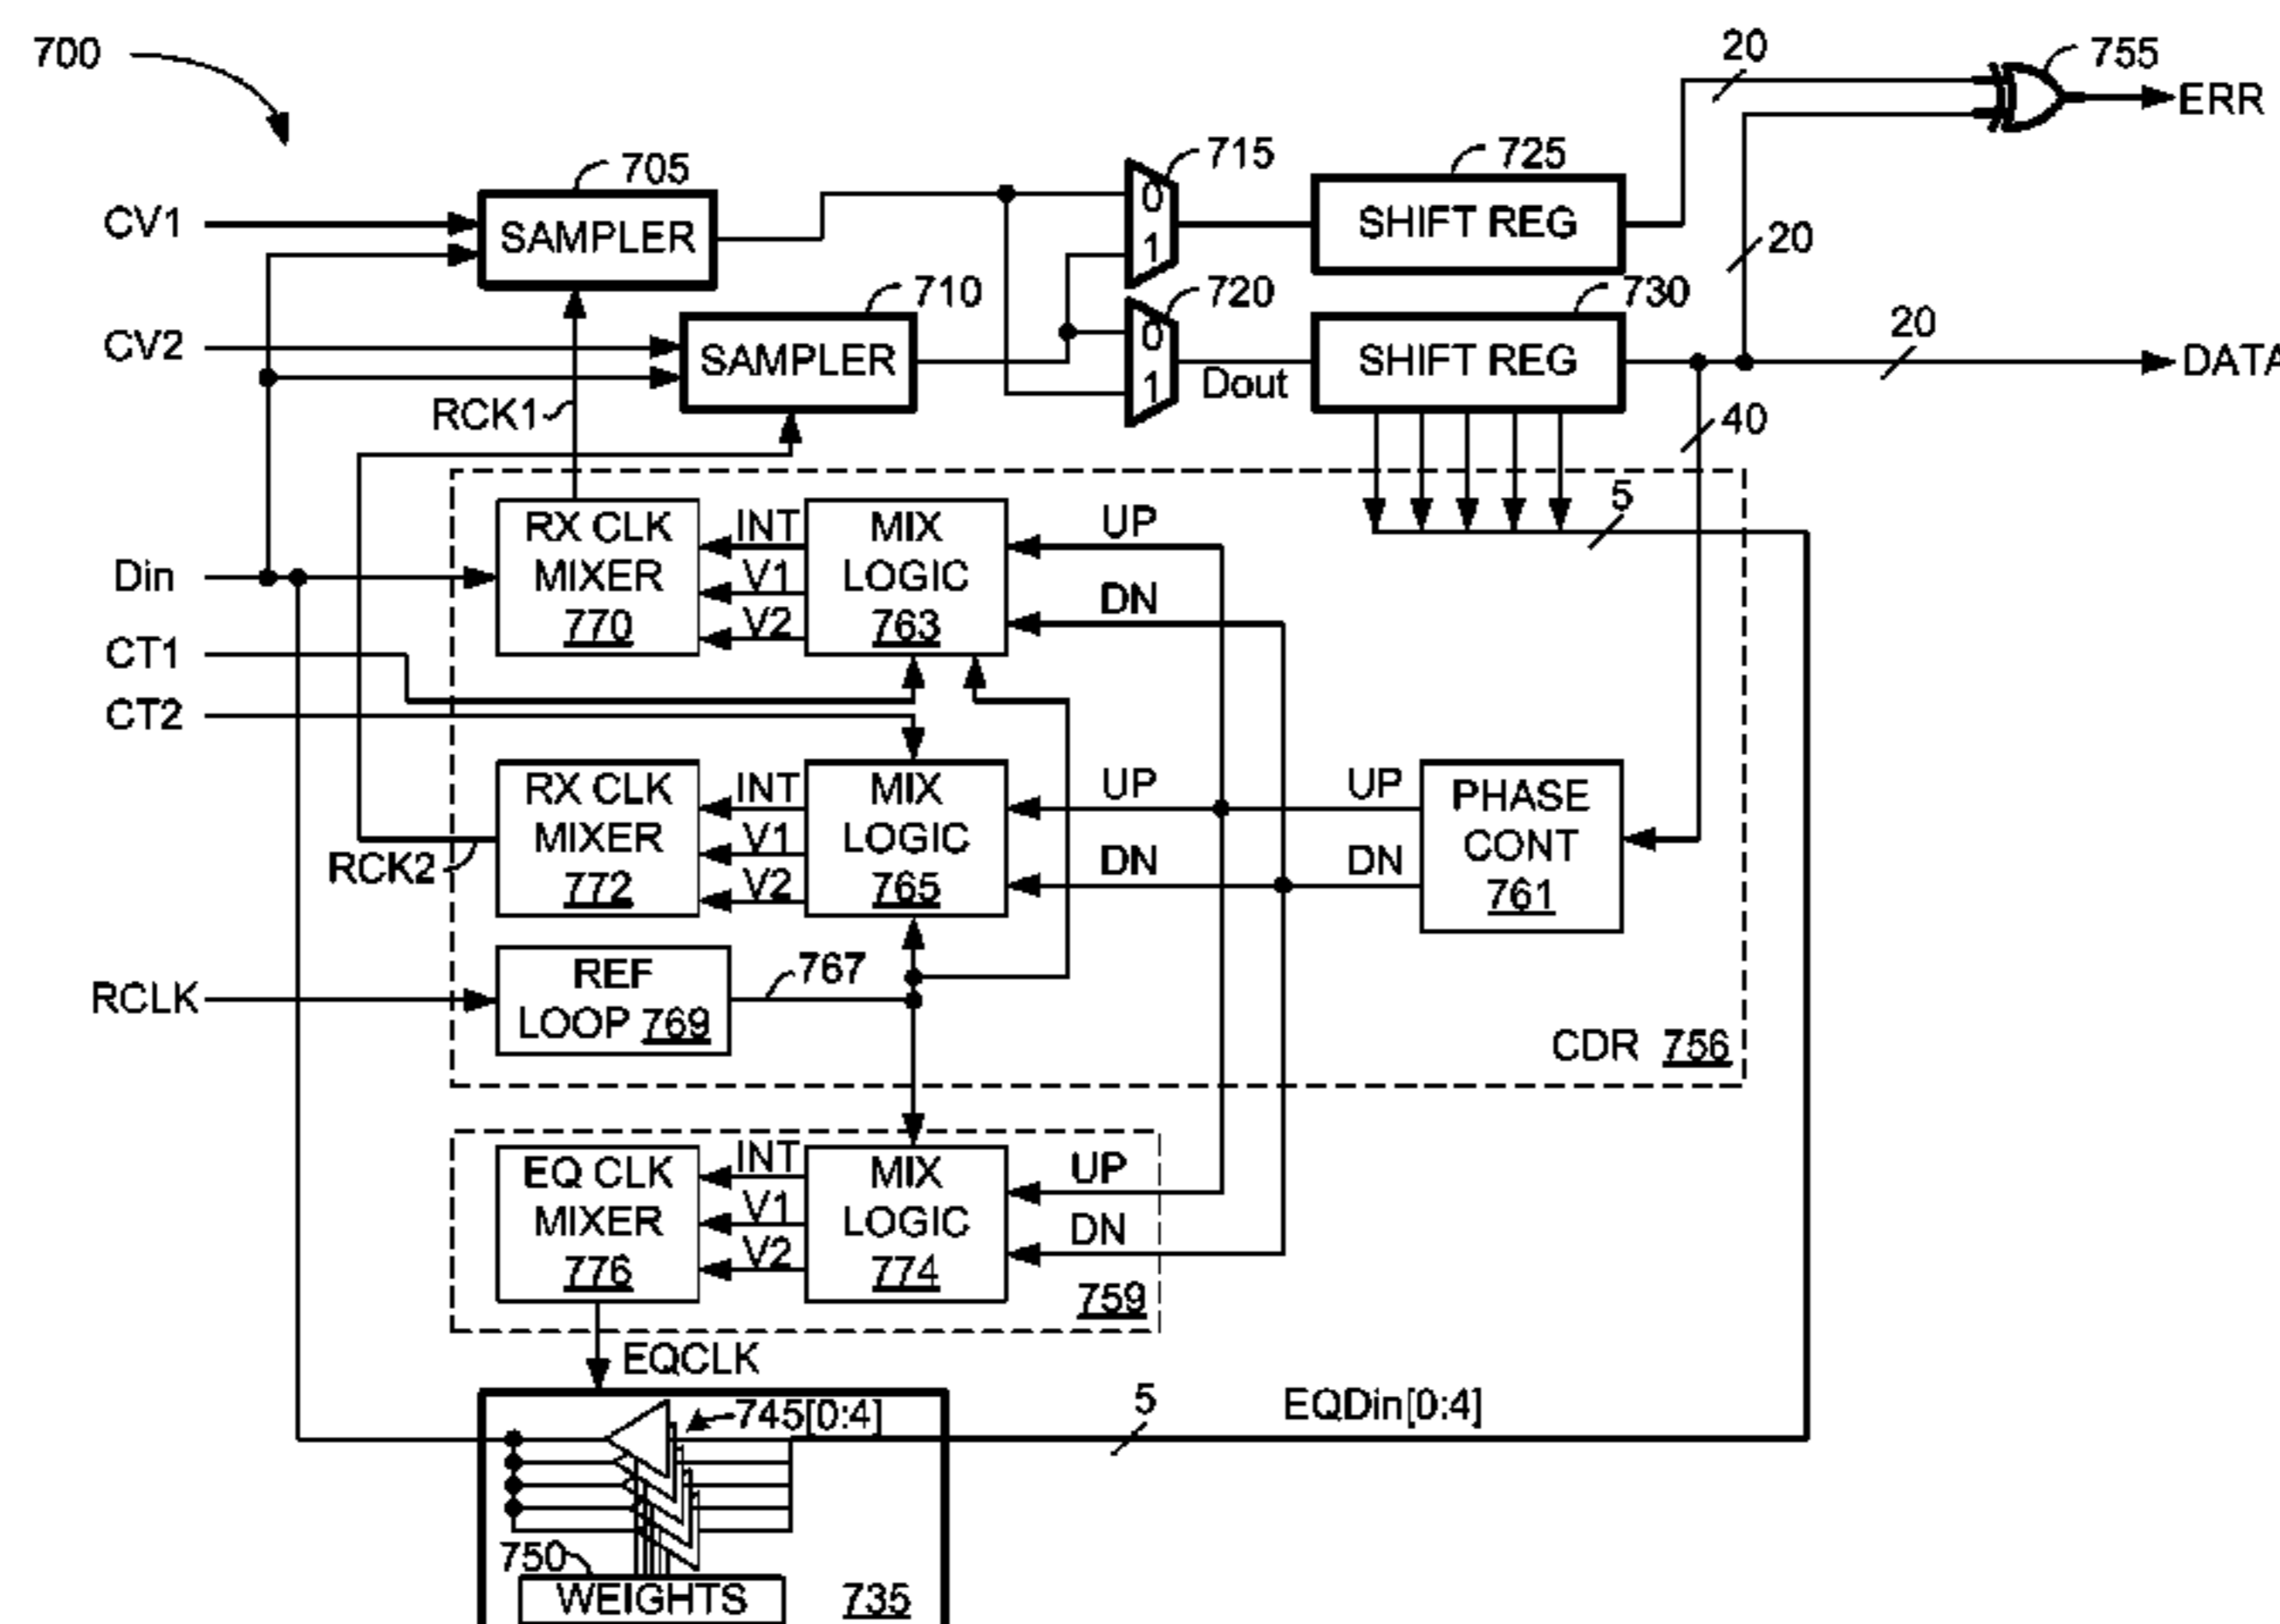 700
20
755
ERR
705
715
725
CV1
SAMPLER
0
1
SHIFT REG
20
710
720
730
20
CV2
SAMPLER
0
1
Dout
SHIFT REG
DATA
RCK1
40
5
RX CLK
MIXER
770
INT
V1
V2
MIX
LOGIC
763
UP
DN
Din
CT1
CT2
RX CLK
MIXER
772
INT
V1
V2
MIX
LOGIC
765
UP
DN
UP
DN
PHASE
CONT
761
RCK2
RCLK
REF
LOOP 769
767
CDR 756
EQ CLK
MIXER
776
INT
V1
V2
MIX
LOGIC
774
UP
DN
759
EQCLK
745[0:4]
5
EQDin[0:4]
750
WEIGHTS
735